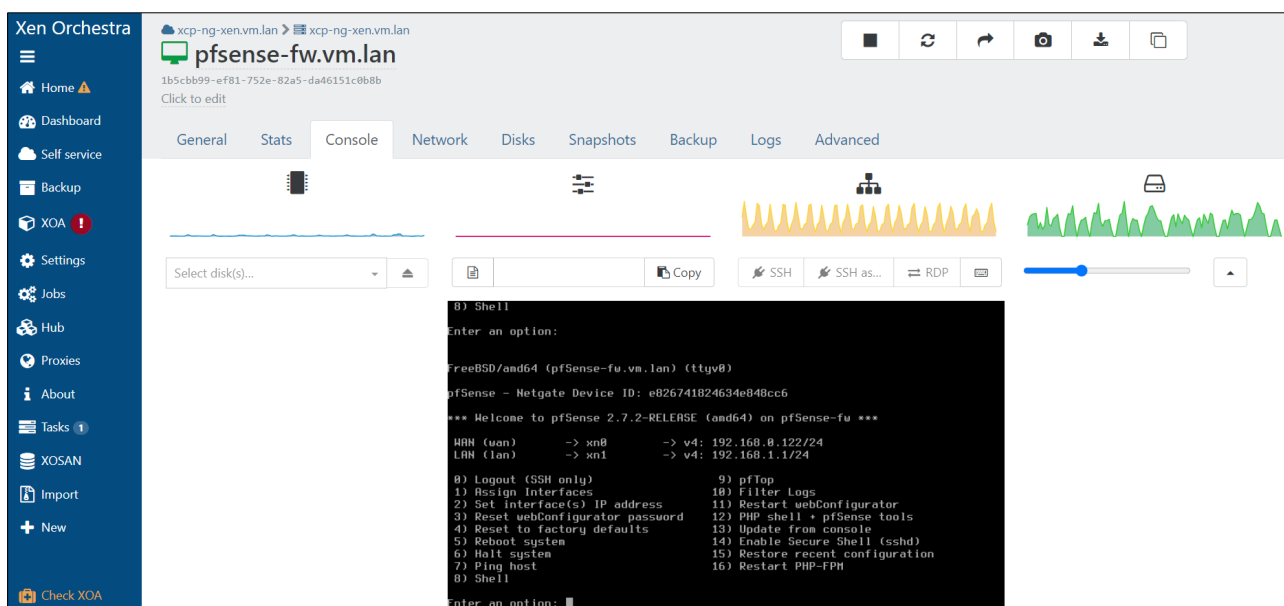 Xen Orchestra
Home
Dashboard
Self service
Backup
XOA
Settings
Jobs
Hub
Proxies
About
Tasks 1
XOSAN
Import
New
Check XOA
xcp-ng-xen.vm.lan xcp-ng-xen.vm.lan
pfsense-fw.vm.lan
1b5cbb99-ef81-752e-82a5-da46151c0b8b
Click to edit
General Stats Console Network Disks Snapshots Backup Logs Advanced
Select disk(s)... Copy SSH SSH as... RDP
8) Shell
Enter an option:
FreeBSD/amd64 (pfSense-fw.vm.lan) (ttyv0)
pfSense - Netgate Device ID: e826741824634e848cc6
*** Welcome to pfSense 2.7.2-RELEASE (amd64) on pfSense-fw ***
WAN (wan) -> xn0 -> v4: 192.168.0.122/24
LAN (lan) -> xn1 -> v4: 192.168.1.1/24
0) Logout (SSH only) 9) pfTop
1) Assign Interfaces 10) Filter Logs
2) Set interface(s) IP address 11) Restart webConfigurator
3) Reset webConfigurator password 12) PHP shell + pfSense tools
4) Reset to factory defaults 13) Update from console
5) Reboot system 14) Enable Secure Shell (sshd)
6) Halt system 15) Restore recent configuration
7) Ping host 16) Restart PHP-FPM
8) Shell
Enter an option: